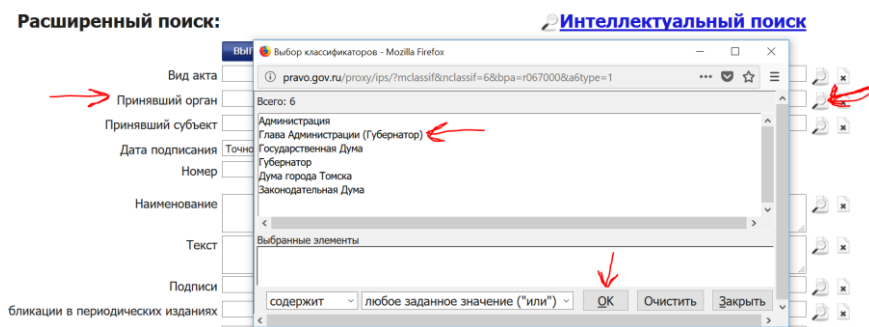 Расширенный поиск:
Интеллектуальный поиск
Выбор классификаторов - Mozilla Firefox
Вид акта
pravo.gov.ru/proxy/ips/?mclassif&nclassif=6&bpa=r067000&a6type=1
Принявший орган
Всего: 6
Принявший субъект
Администрация
Глава Администрации (Губернатор)
Дата подписания
Государственная Дума
Губернатор
Номер
Дума города Томска
Законодательная Дума
Наименование
Текст
Выбранные элементы
Подписи
содержит любое заданное значение ("или") OK Очистить Закрыть
бликации в периодических изданиях